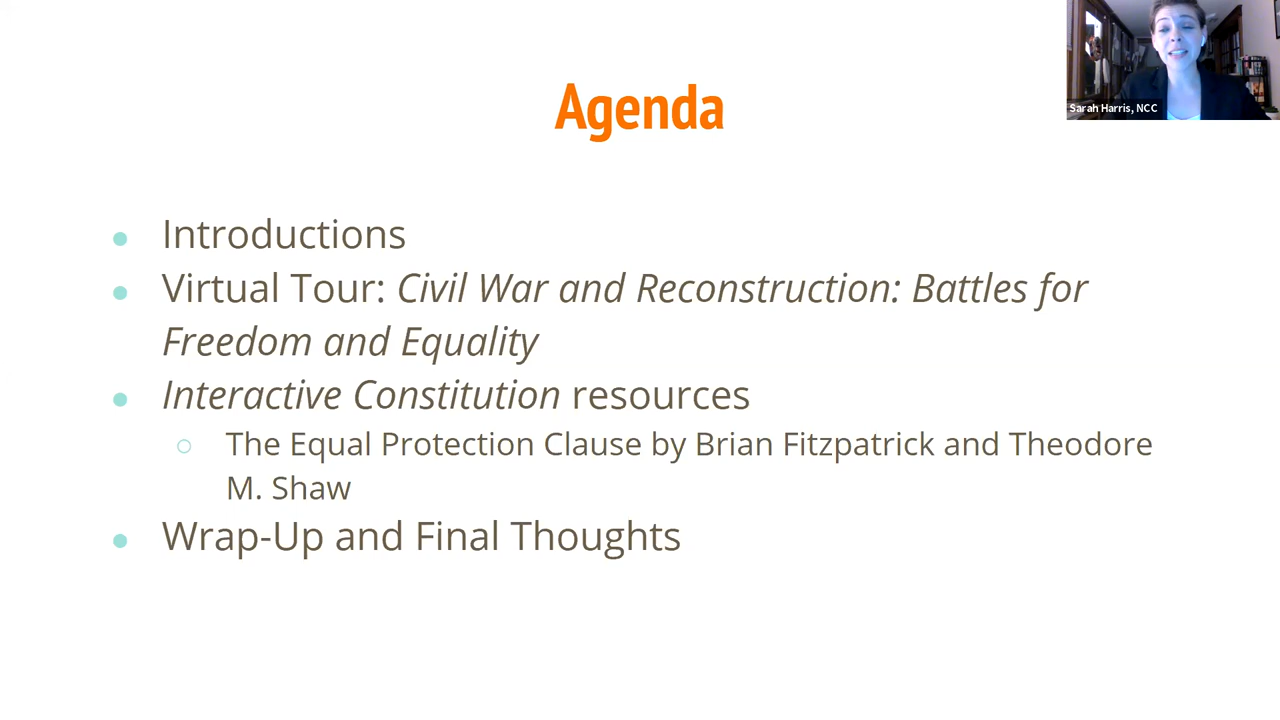 Sarah Harris, NCC
Agenda
Introductions
Virtual Tour: Civil War and Reconstruction: Battles for
Freedom and Equality
Interactive Constitution resources
The Equal Protection Clause by Brian Fitzpatrick and Theodore
M. Shaw
Wrap-Up and Final Thoughts